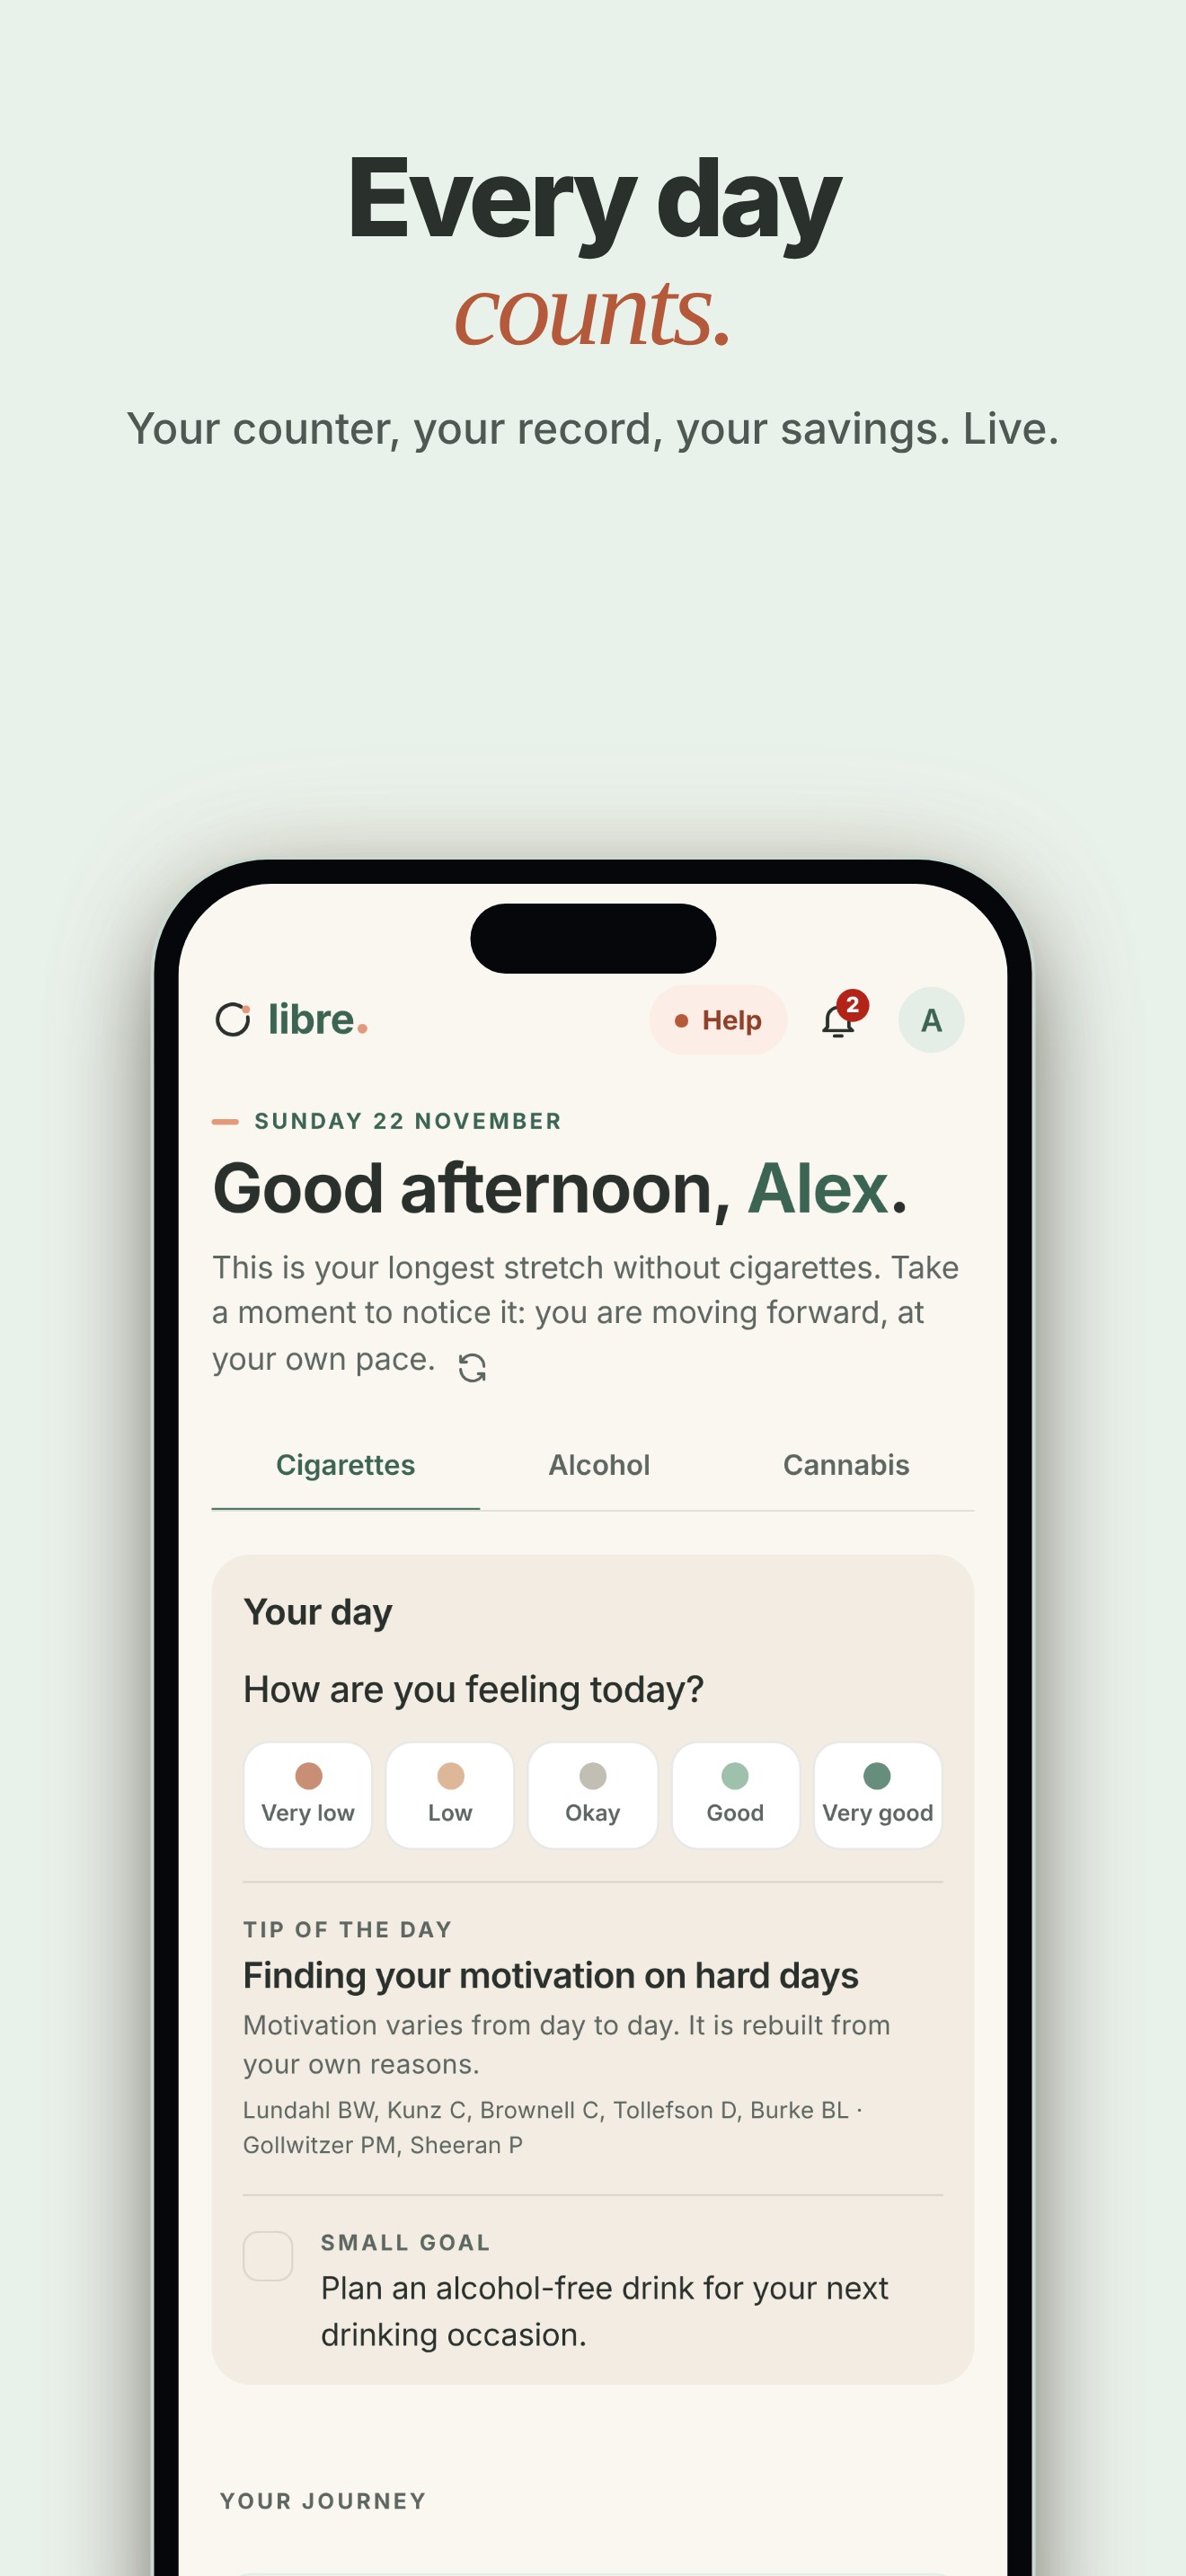 Every day
counts.
Your counter, your record, your savings. Live.
libre.
Help
2
A
SUNDAY 22 NOVEMBER
Good afternoon, Alex.
This is your longest stretch without cigarettes. Take
a moment to notice it: you are moving forward, at
your own pace.
Cigarettes
Alcohol
Cannabis
Your day
How are you feeling today?
Very low
Low
Okay
Good
Very good
TIP OF THE DAY
Finding your motivation on hard days
Motivation varies from day to day. It is rebuilt from
your own reasons.
Lundahl BW, Kunz C, Brownell C, Tollefson D, Burke BL ·
Gollwitzer PM, Sheeran P
SMALL GOAL
Plan an alcohol-free drink for your next
drinking occasion.
YOUR JOURNEY